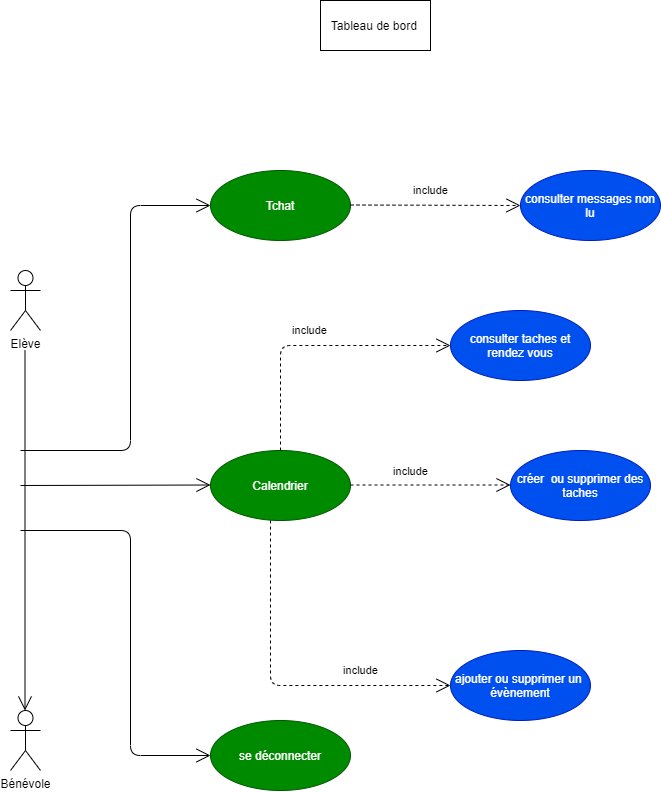 Tableau de bord
Tchat
include
consulter messages non
lu
Elève
include
consulter taches et
rendez vous
Calendrier
include
créer  ou supprimer des
taches
include
ajouter ou supprimer un
évènement
se déconnecter
Bénévole